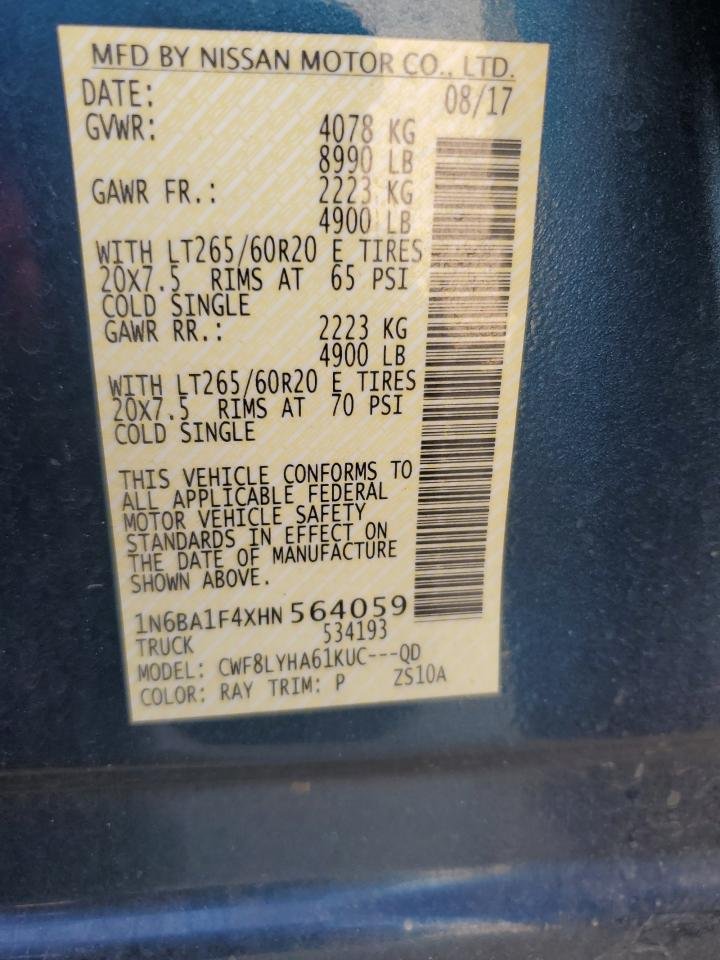 MFD BY NISSAN MOTOR CO., LTD.
DATE: 08/17
GVWR: 4078 KG
8990 LB
GAWR FR.: 2223 KG
4900 LB
WITH LT265/60R20 E TIRES
20X7.5 RIMS AT 65 PSI
COLD SINGLE
GAWR RR.: 2223 KG
4900 LB
WITH LT265/60R20 E TIRES
20X7.5 RIMS AT 70 PSI
COLD SINGLE
THIS VEHICLE CONFORMS TO
ALL APPLICABLE FEDERAL
MOTOR VEHICLE SAFETY
STANDARDS IN EFFECT ON
THE DATE OF MANUFACTURE
SHOWN ABOVE.
1N6BA1F4XHN 564059
TRUCK 534193
MODEL: CWF8LYHA61KUC---QD
COLOR: RAY TRIM: P ZS10A